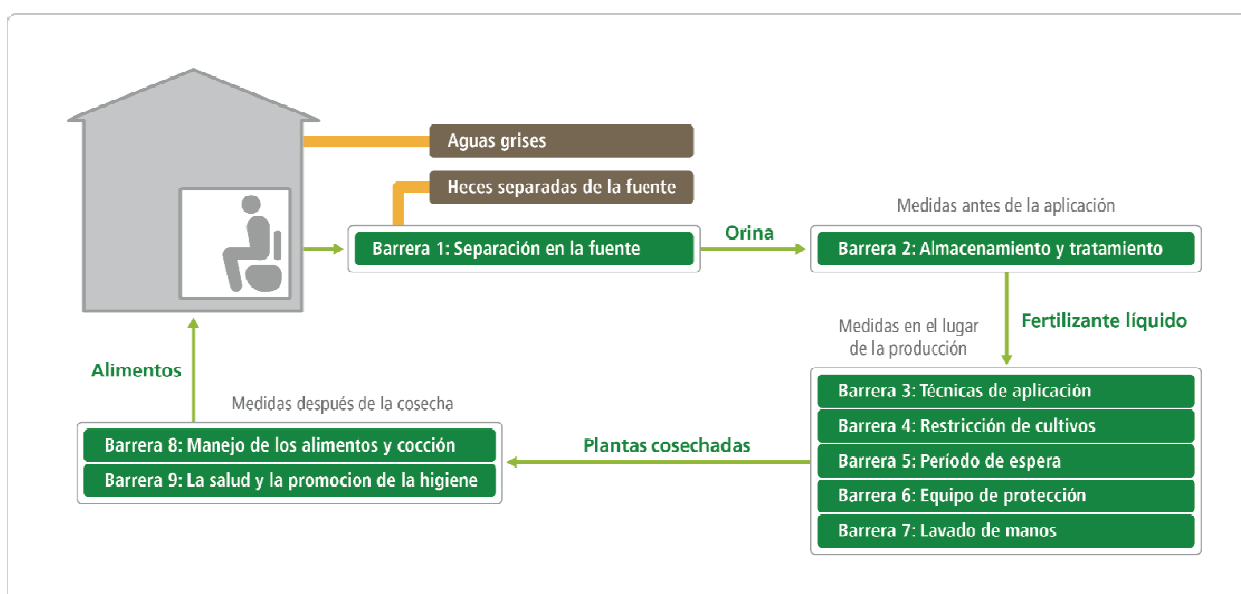 Aguas grises
Heces separadas de la fuente
Medidas antes de la aplicación
Barrera 1: Separación en la fuente
Orina
Barrera 2: Almacenamiento y tratamiento
Fertilizante líquido
Medidas en el lugar
de la producción
Barrera 3: Técnicas de aplicación
Barrera 4: Restricción de cultivos
Barrera 5: Período de espera
Barrera 6: Equipo de protección
Barrera 7: Lavado de manos
Plantas cosechadas
Medidas después de la cosecha
Barrera 8: Manejo de los alimentos y cocción
Barrera 9: La salud y la promocion de la higiene
Alimentos